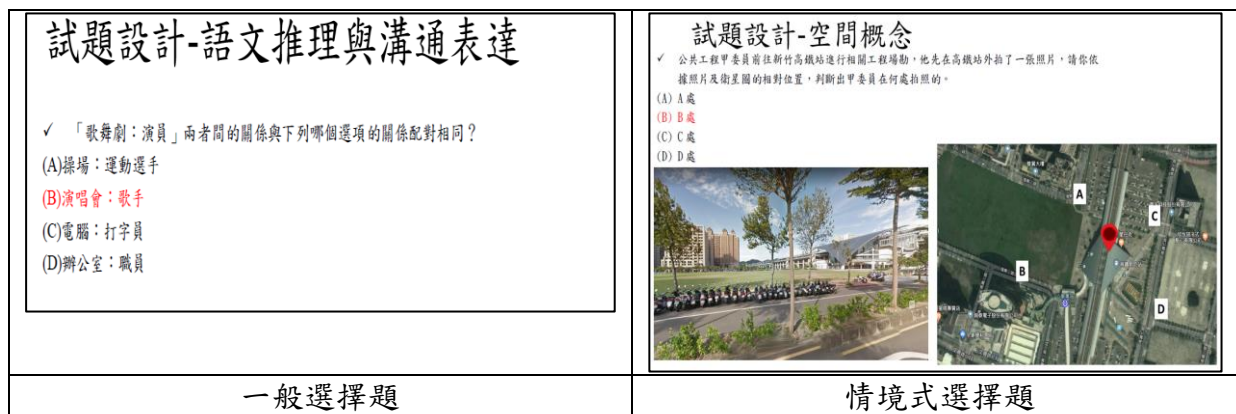 試題設計-語文推理與溝通表達
✓ 「歌舞劇：演員」兩者間的關係與下列哪個選項的關係配對相同？
(A)操場：運動選手
(B)演唱會：歌手
(C)電腦：打字員
(D)辦公室：職員
一般選擇題
試題設計-空間概念
✓ 公共工程甲委員前往新竹高鐵站進行相關工程場勘，他先在高鐵站外拍了一張照片，請你依
據照片及衛星圖的相對位置，判斷出甲委員在何處拍照的。
(A) A 處
(B) B 處
(C) C 處
(D) D 處
A
C
B
D
情境式選擇題